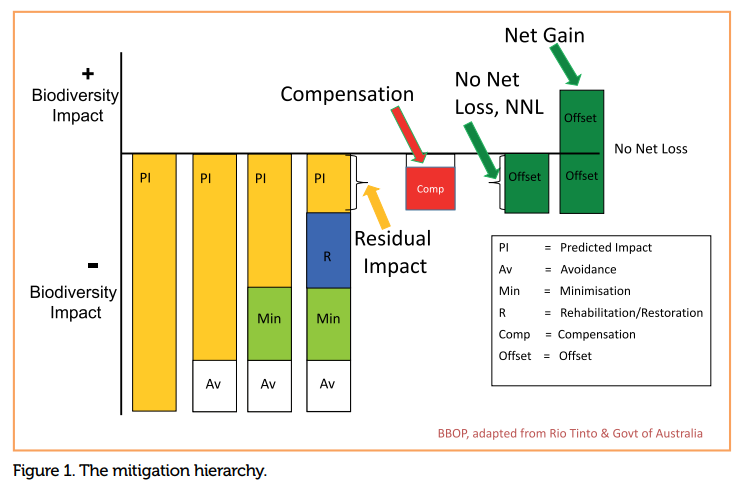 Net Gain
+
Biodiversity
Impact
Compensation
No Net
Loss, NNL
Offset
No Net Loss
PI
PI
PI
PI
Comp
Offset
Offset
Residual
Impact
R
-
Biodiversity
Impact
Min
Min
Av
Av
Av
PI = Predicted Impact
Av = Avoidance
Min = Minimisation
R = Rehabilitation/Restoration
Comp = Compensation
Offset = Offset
BBOP, adapted from Rio Tinto & Govt of Australia
Figure 1. The mitigation hierarchy.